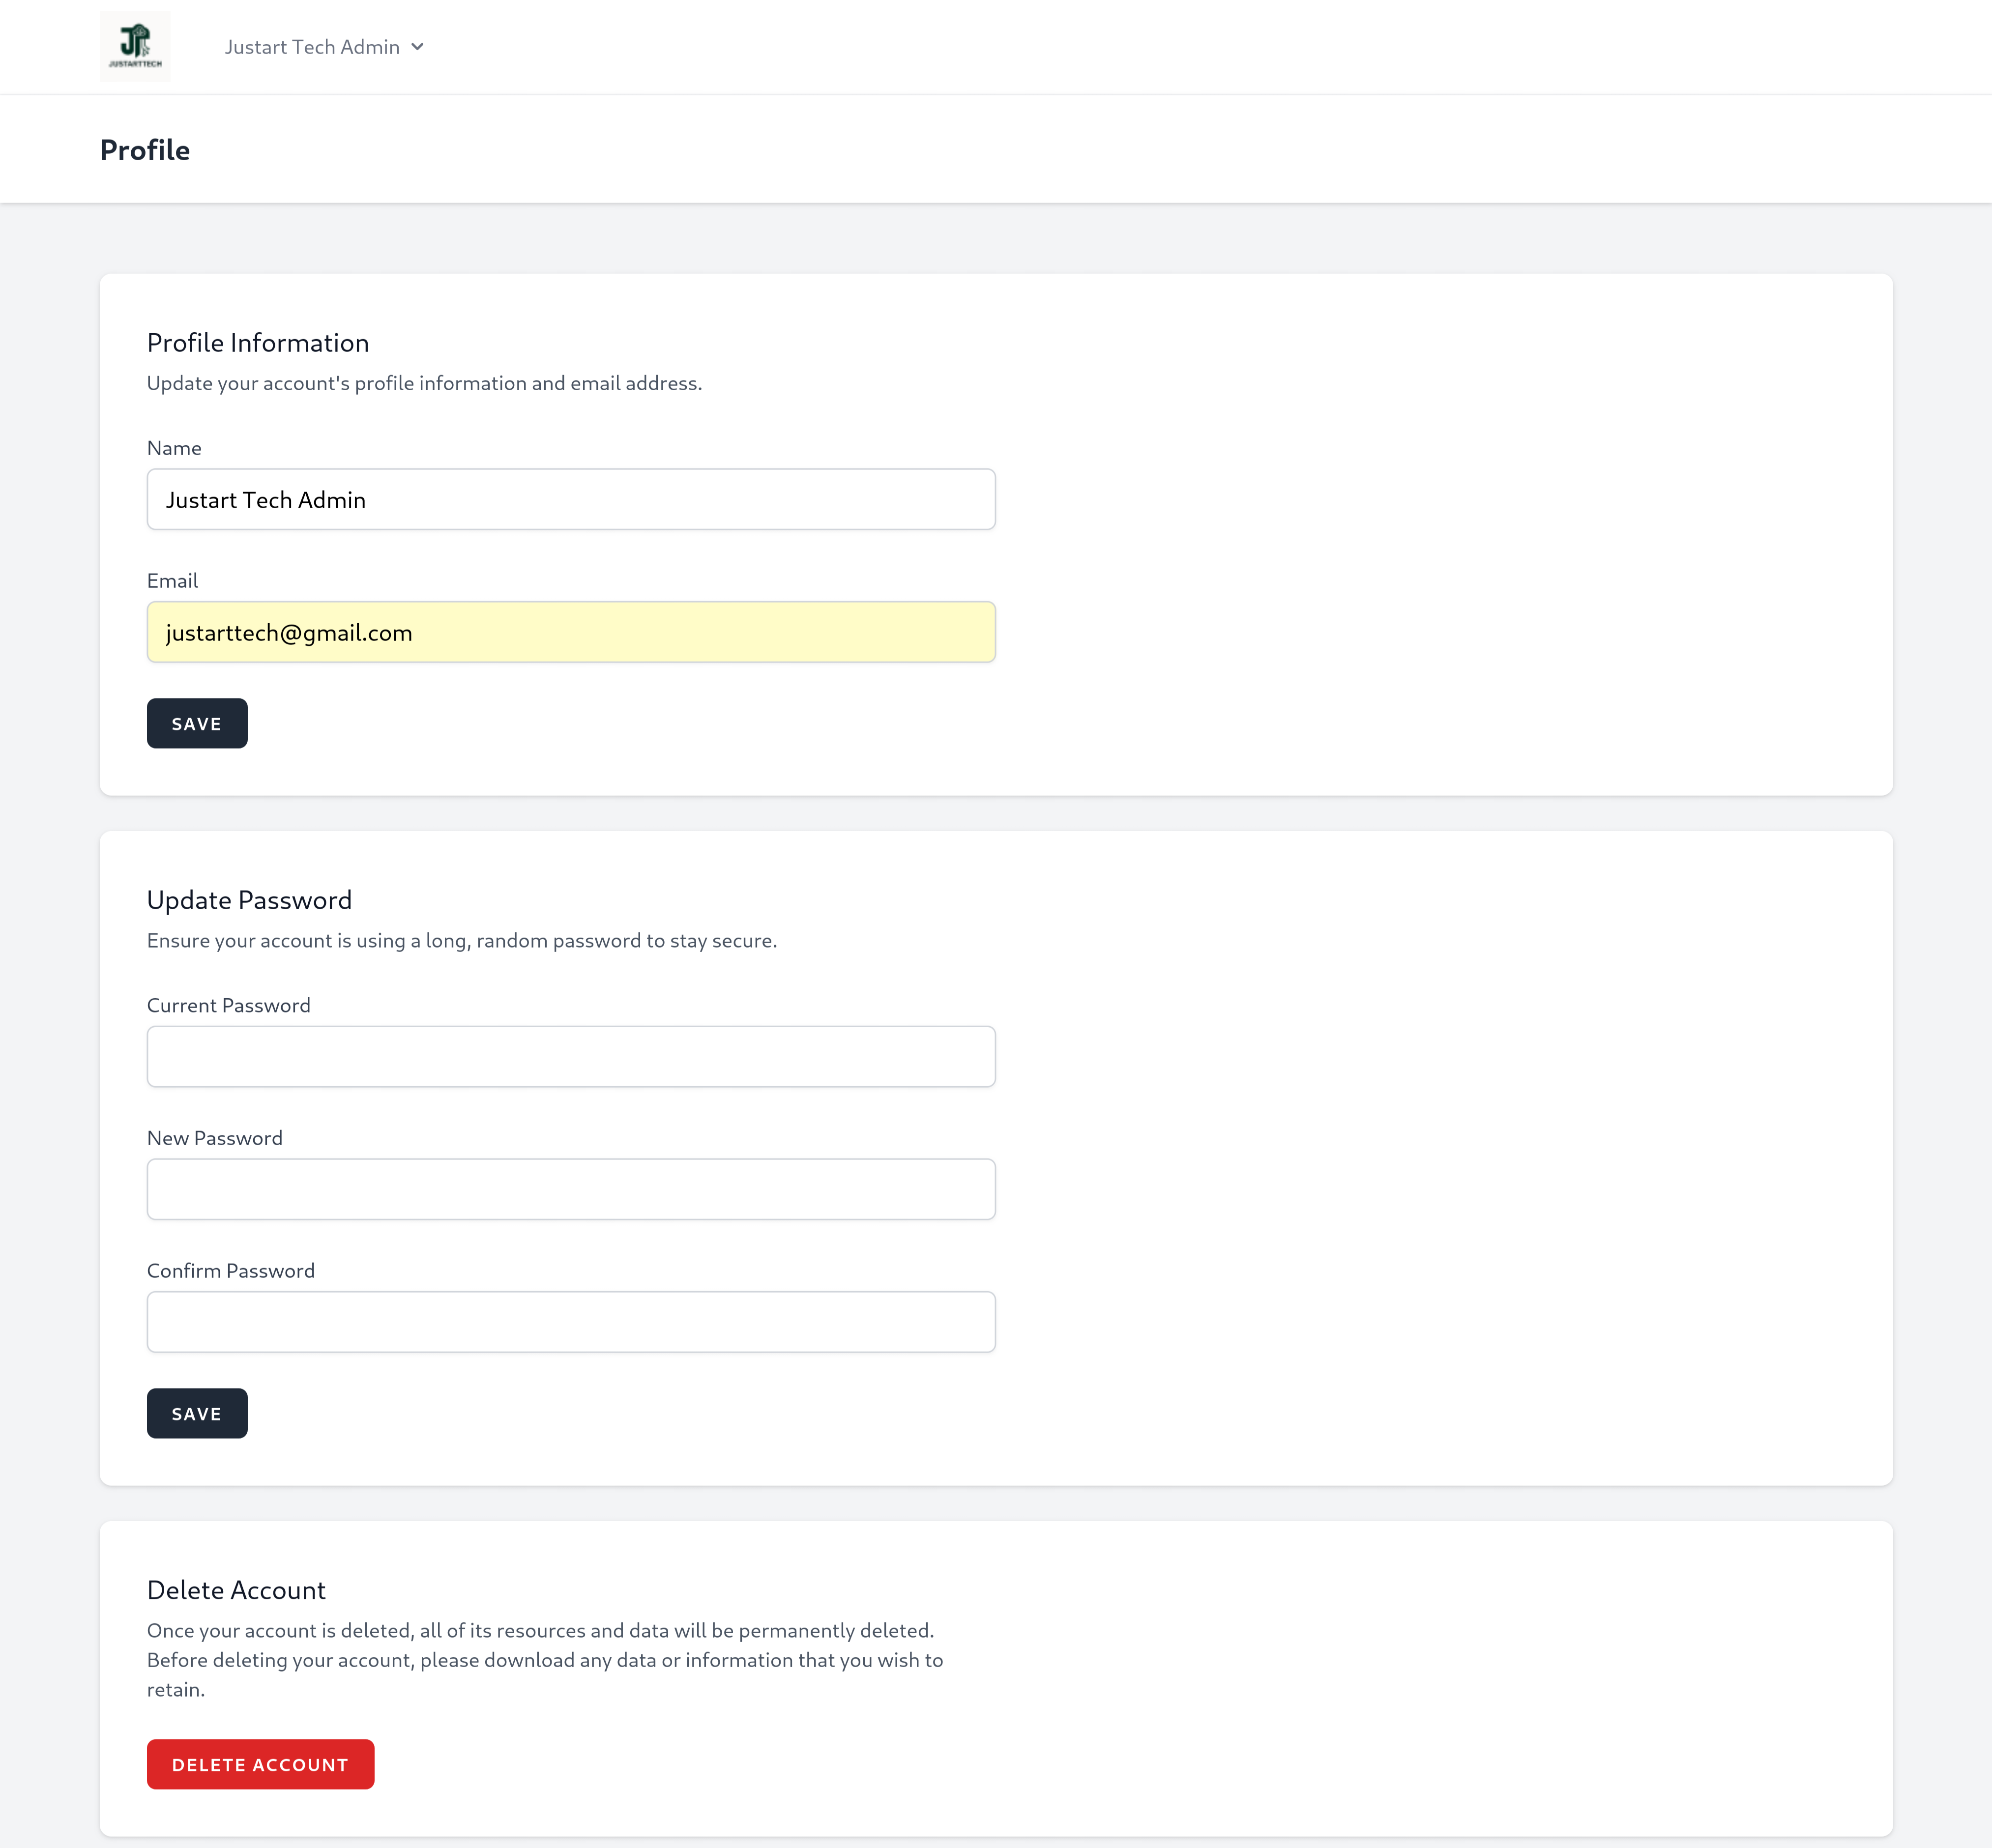 JUSTARTTECH
Justart Tech Admin
Profile
Profile Information
Update your account's profile information and email address.
Name
Justart Tech Admin
Email
justarttech@gmail.com
SAVE
Update Password
Ensure your account is using a long, random password to stay secure.
Current Password
New Password
Confirm Password
SAVE
Delete Account
Once your account is deleted, all of its resources and data will be permanently deleted.
Before deleting your account, please download any data or information that you wish to
retain.
DELETE ACCOUNT